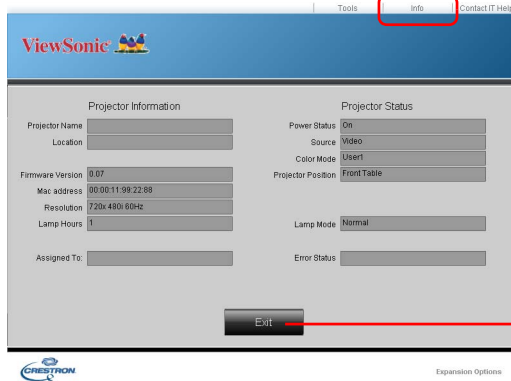 Tools Info Contact IT Help
ViewSonic
Projector Information
Projector Name
Location
Firmware Version 0.07
Mac address 00:00:11:99:22:88
Resolution 720x 480i 60Hz
Lamp Hours 1
Assigned To:
Projector Status
Power Status On
Source Video
Color Mode User1
Projector Position Front Table
Lamp Mode Normal
Error Status
Exit
CRESTRON
Expansion Options